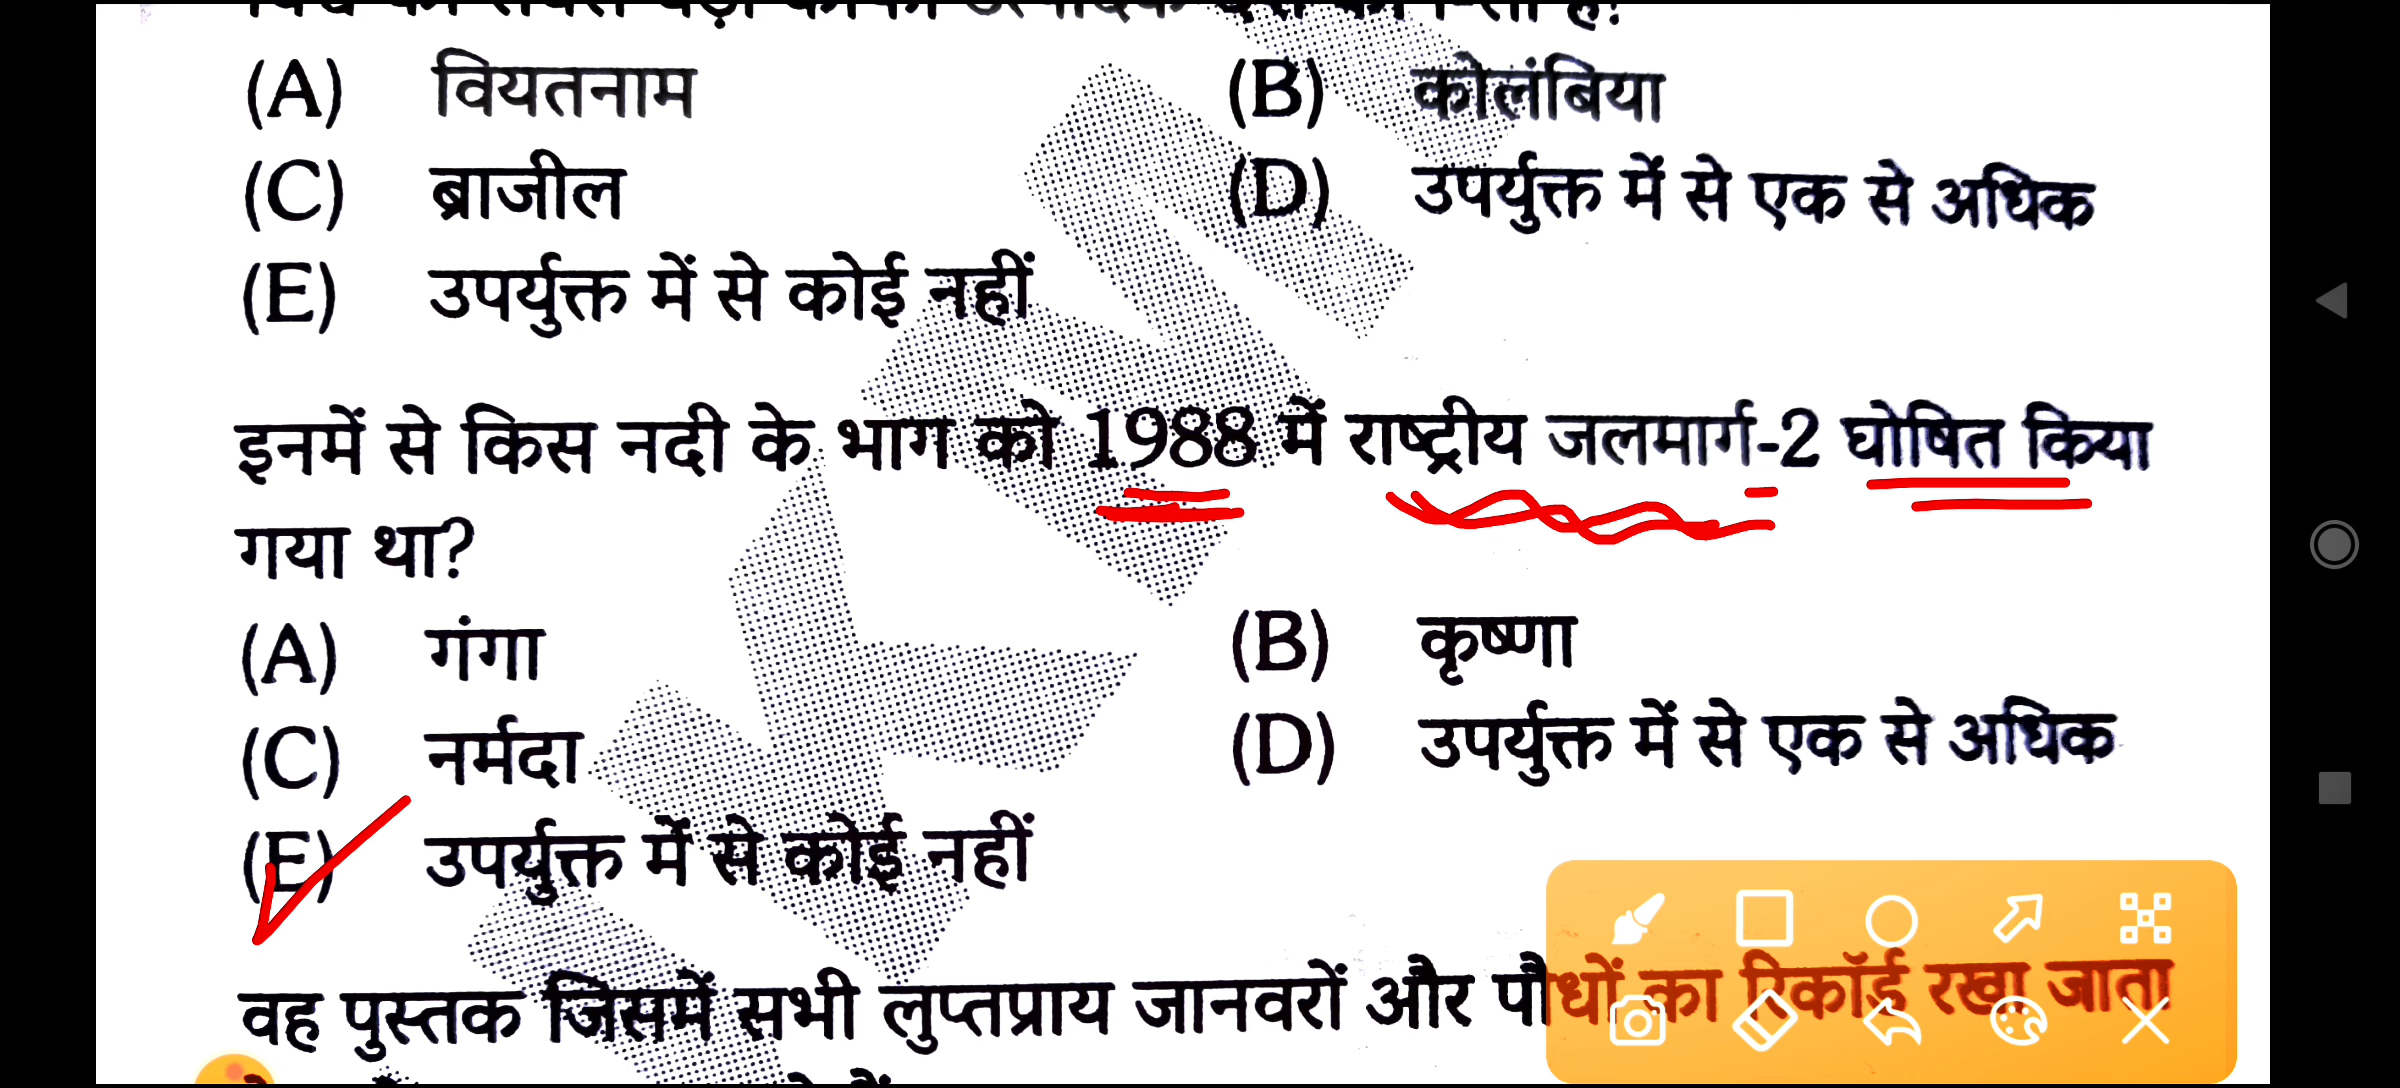 (A) वियतनाम (B) कोलंबिया
(C) ब्राजील (D) उपर्युक्त में से एक से अधिक
(E) उपर्युक्त में से कोई नहीं
इनमें से किस नदी के भाग को 1988 में राष्ट्रीय जलमार्ग-2 घोषित किया
गया था?
(A) गंगा (B) कृष्णा
(C) नर्मदा (D) उपर्युक्त में से एक से अधिक
(E) उपर्युक्त में से कोई नहीं
वह पुस्तक जिसमें सभी लुप्तप्राय जानवरों और पौधों का रिकॉर्ड रखा जाता